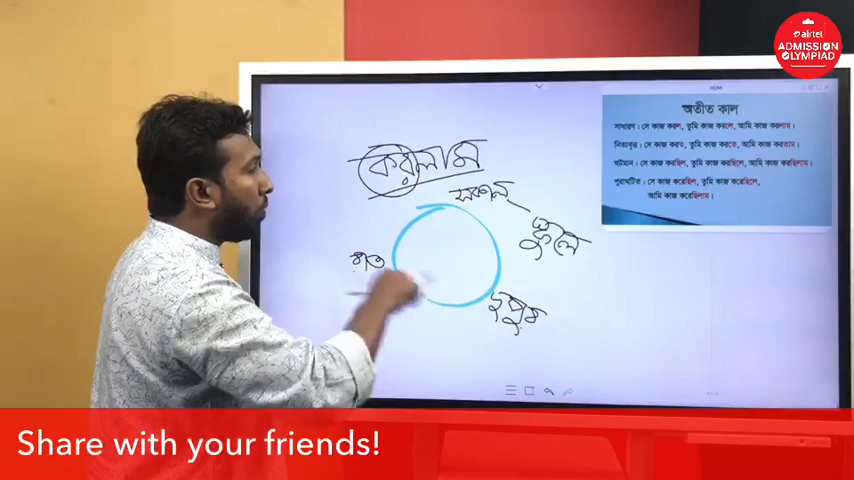 airtel
ADMISSION
OLYMPIAD
অতীত কাল
সাধারণ : সে কাজ করল, তুমি কাজ করলে, আমি কাজ করলাম।
নিত্যবৃত্ত : সে কাজ করত, তুমি কাজ করতে, আমি কাজ করতাম।
ঘটমান : সে কাজ করছিল, তুমি কাজ করছিলে, আমি কাজ করছিলাম।
পুরাঘটিত : সে কাজ করেছিল, তুমি কাজ করেছিলে,
আমি কাজ করেছিলাম।
করলাম
সকাল
রাত
Share with your friends!